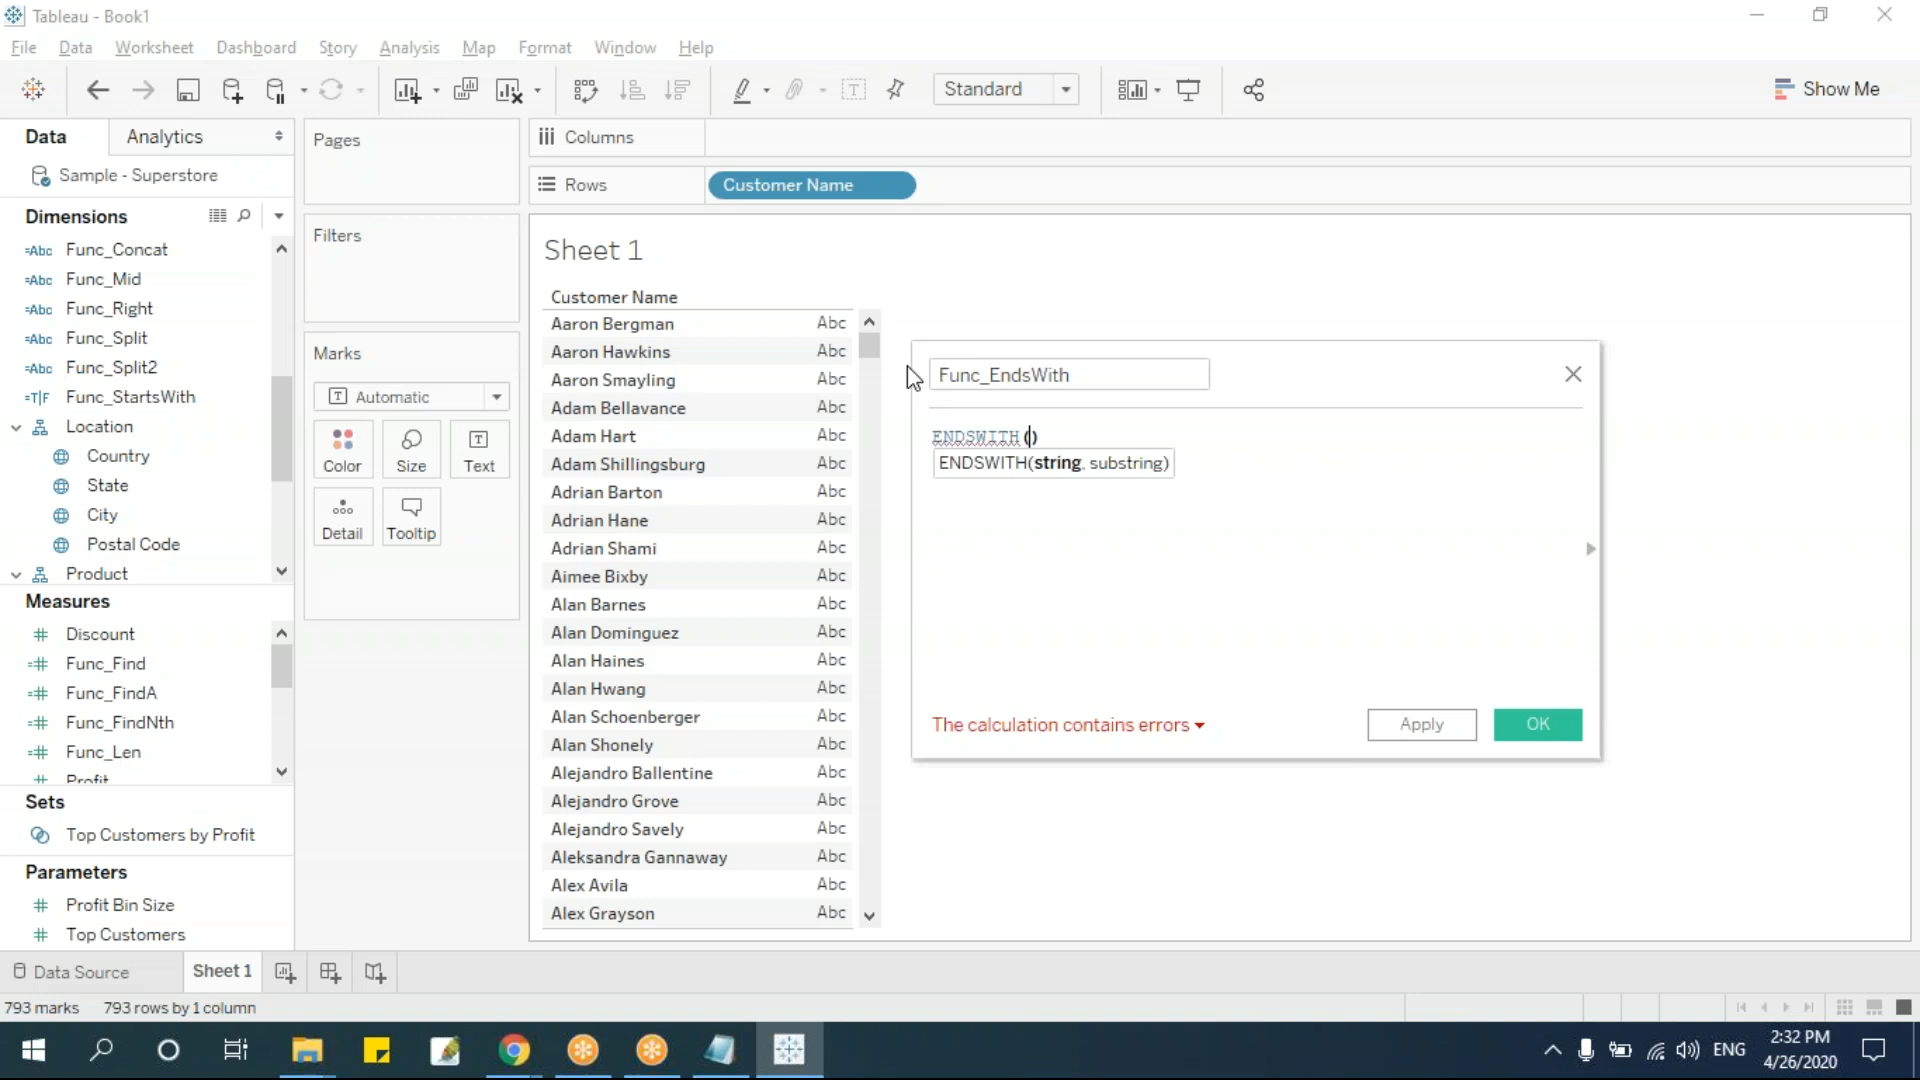 Tableau - Book1
File Data Worksheet Dashboard Story Analysis Map Format Window Help
Standard
Show Me
Data
Analytics
Sample - Superstore
Dimensions
Abc Func_Concat
Abc Func_Mid
Abc Func_Right
Abc Func_Split
Abc Func_Split2
T|F Func_StartsWith
Location
Country
State
City
Postal Code
Product
Measures
Discount
Func_Find
Func_FindA
Func_FindNth
Func_Len
Profit
Sets
Top Customers by Profit
Parameters
Profit Bin Size
Top Customers
Pages
Filters
Marks
Automatic
Color Size Text
Detail Tooltip
Columns
Rows
Customer Name
Sheet 1
Customer Name
Aaron Bergman Abc
Aaron Hawkins Abc
Aaron Smayling Abc
Adam Bellavance Abc
Adam Hart Abc
Adam Shillingsburg Abc
Adrian Barton Abc
Adrian Hane Abc
Adrian Shami Abc
Aimee Bixby Abc
Alan Barnes Abc
Alan Dominguez Abc
Alan Haines Abc
Alan Hwang Abc
Alan Schoenberger Abc
Alan Shonely Abc
Alejandro Ballentine Abc
Alejandro Grove Abc
Alejandro Savely Abc
Aleksandra Gannaway Abc
Alex Avila Abc
Alex Grayson Abc
Func_EndsWith
ENDSWITH()
ENDSWITH(string, substring)
The calculation contains errors
Apply
OK
Data Source
Sheet 1
793 marks 793 rows by 1 column
ENG
2:32 PM
4/26/2020